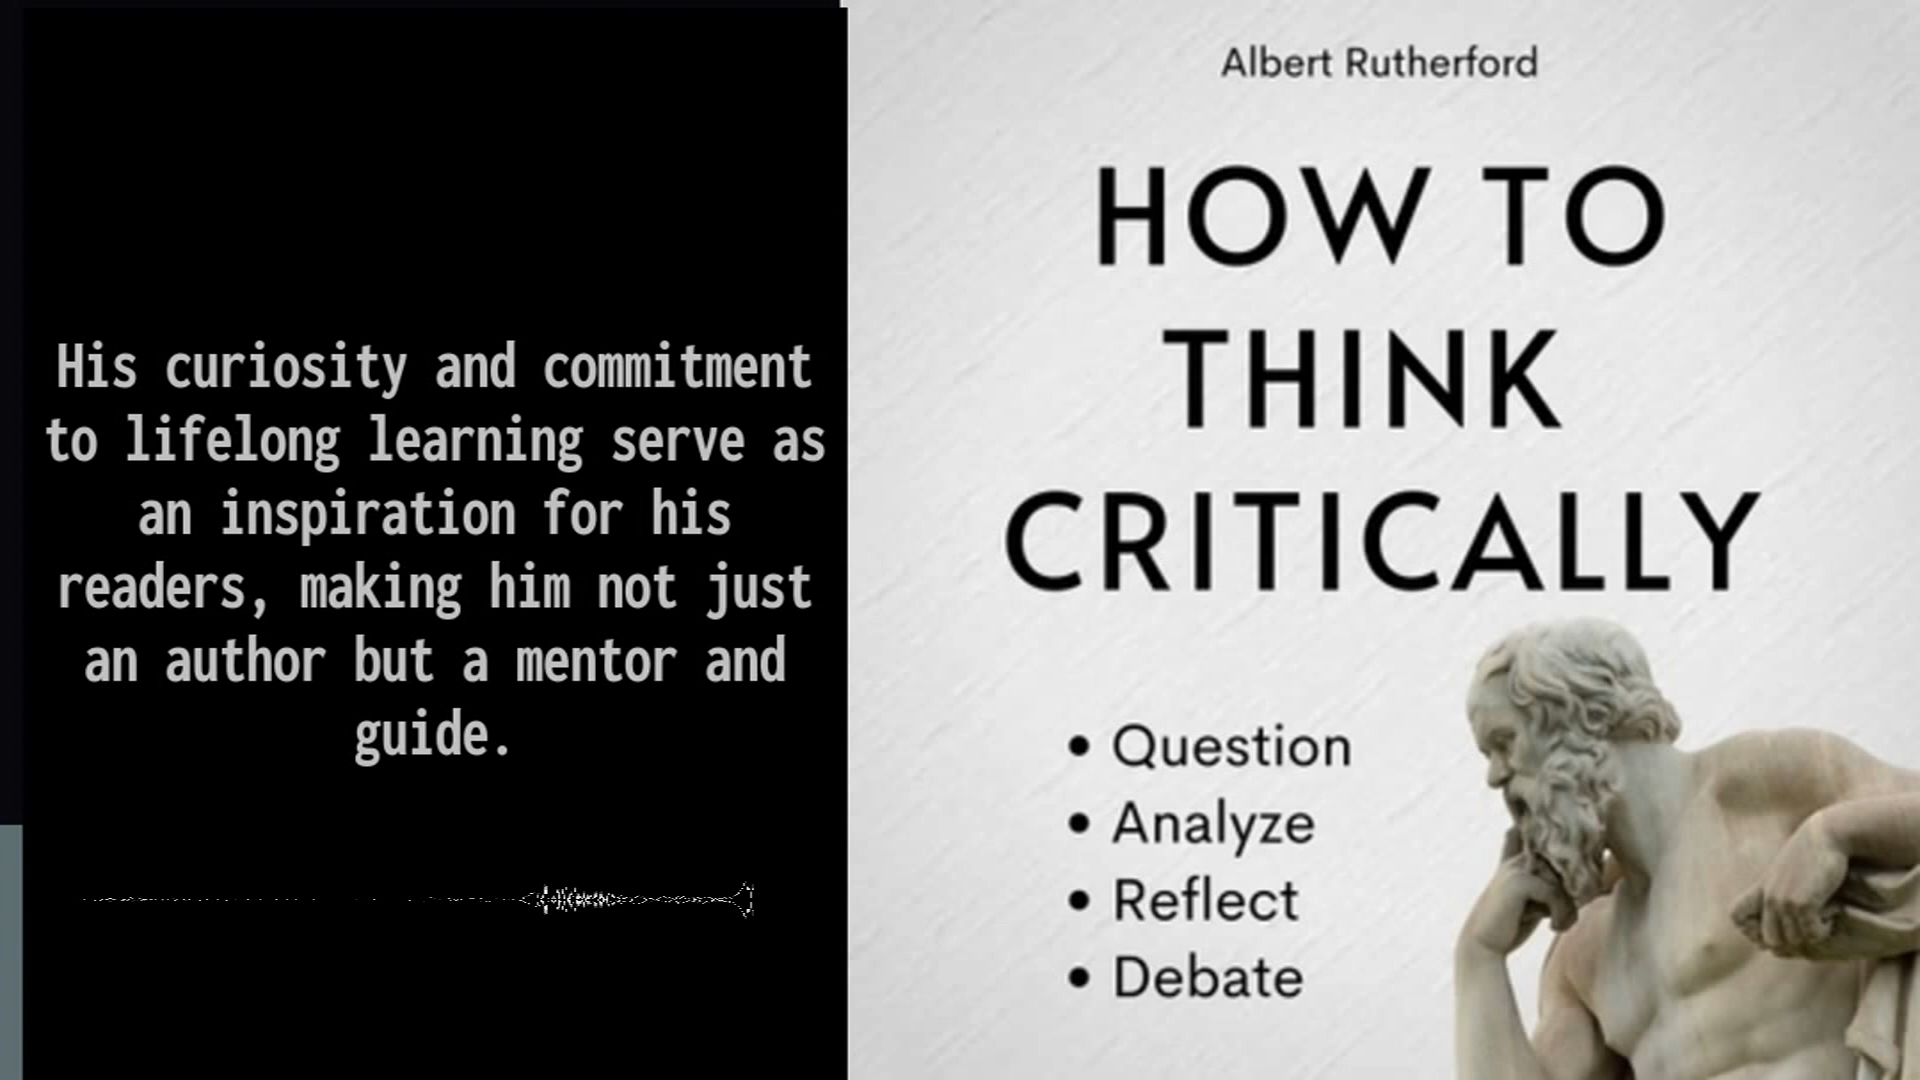 His curiosity and commitment
to lifelong learning serve as
an inspiration for his
readers, making him not just
an author but a mentor and
guide.
Albert Rutherford
HOW TO
THINK
CRITICALLY
• Question
• Analyze
• Reflect
• Debate